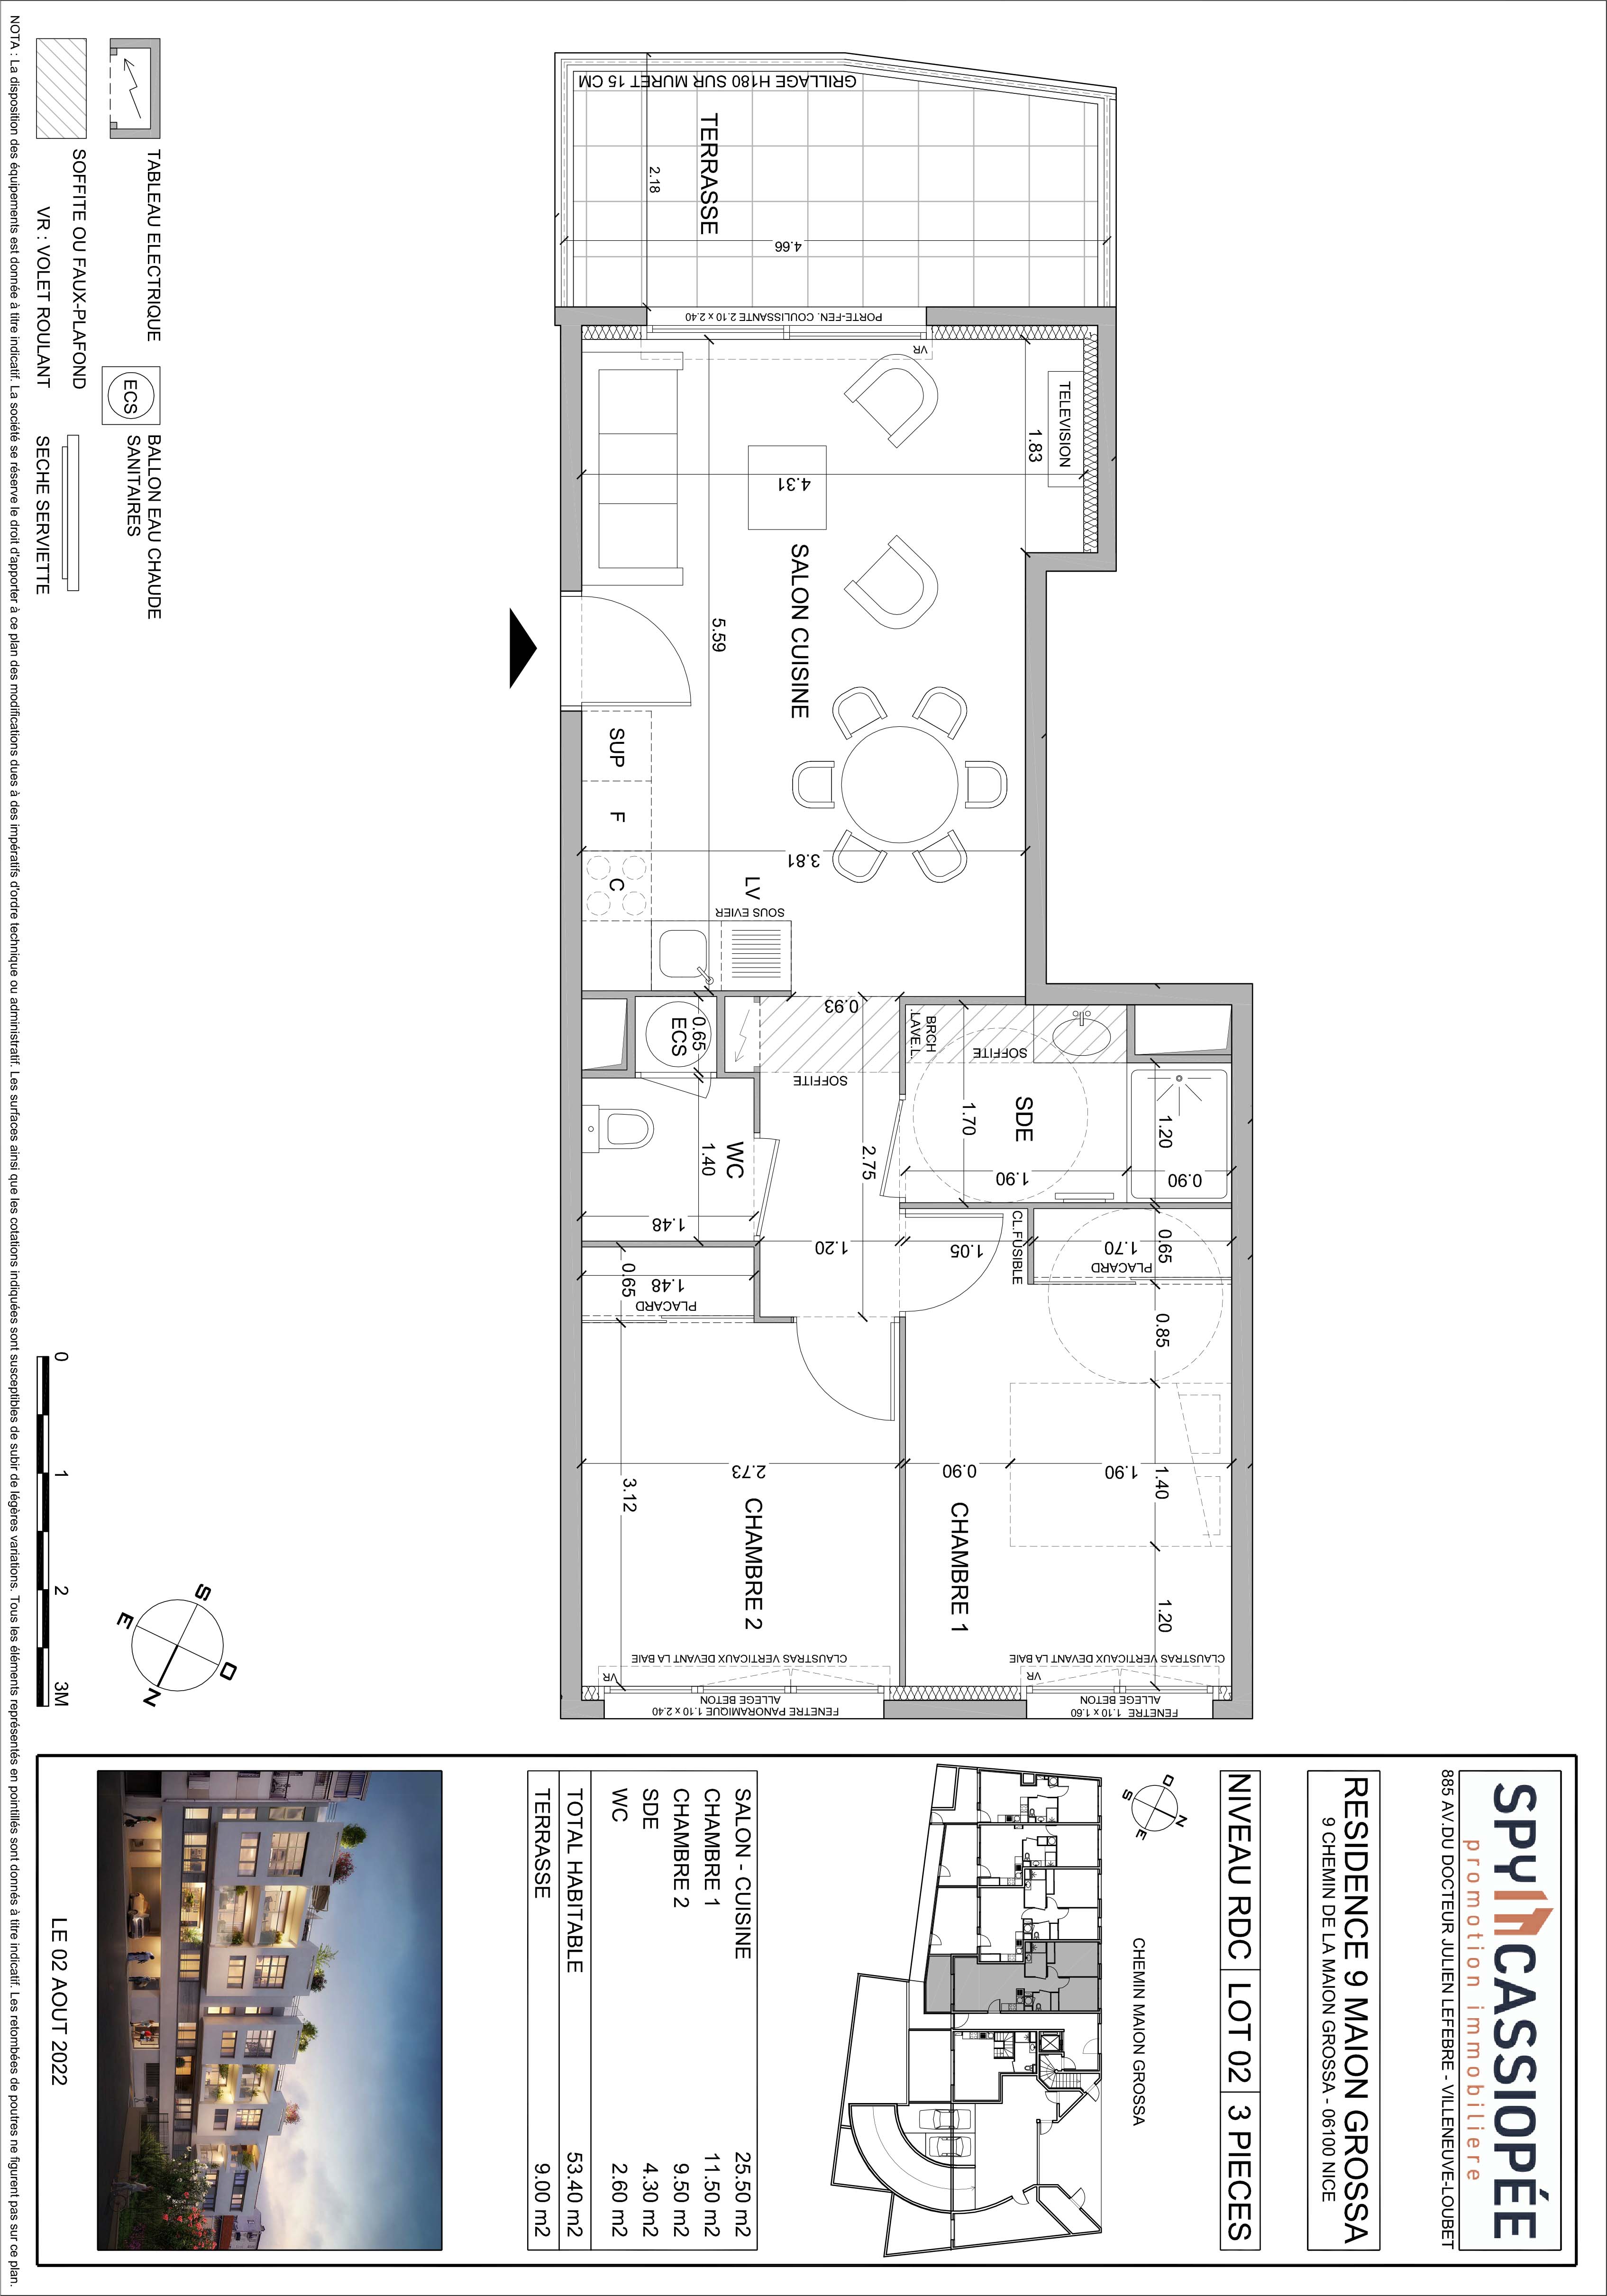 SPY CASSIOPÉE
promotion immobiliere
885 AV.DU DOCTEUR JULIEN LEFEBRE - VILLENEUVE-LOUBET
RESIDENCE 9 MAION GROSSA
9 CHEMIN DE LA MAION GROSSA - 06100 NICE
NIVEAU RDC LOT 02 3 PIECES
N
O
E
S
CHEMIN MAION GROSSA
SALON - CUISINE 25.50 m2
CHAMBRE 1 11.50 m2
CHAMBRE 2 9.50 m2
SDE 4.30 m2
WC 2.60 m2
TOTAL HABITABLE 53.40 m2
TERRASSE 9.00 m2
LE 02 AOUT 2022
TELEVISION
1.83
VR
4.66
TERRASSE
2.18
GRILLAGE H180 SUR MURET 15 CM
PORTE-FEN. COULISSANTE 2.10 x 2.40
4.31
SALON CUISINE
5.59
3.81
LV
SOUS EVIER
SUP
F
C
0.90
1.20
SDE
SOFFITE
1.90
1.70
BRCH
.LAVE.L.
0.65
0.85
1.40
1.20
1.70
PLACARD
CL.FUSIBLE
1.05
1.90
0.90
CHAMBRE 1
CLAUSTRAS VERTICAUX DEVANT LA BAIE
VR
FENETRE 1.10 x 1.60
ALLEGE BETON
2.75
0.93
SOFFITE
1.20
WC
1.40
0.65
ECS
1.48
1.48
PLACARD
0.65
2.73
CHAMBRE 2
3.12
CLAUSTRAS VERTICAUX DEVANT LA BAIE
VR
FENETRE PANORAMIQUE 1.10 x 2.40
ALLEGE BETON
TABLEAU ELECTRIQUE
ECS
BALLON EAU CHAUDE
SANITAIRES
SOFFITE OU FAUX-PLAFOND
VR : VOLET ROULANT
SECHE SERVIETTE
O
S
N
E
0 1 2 3M
NOTA : La disposition des équipements est donnée à titre indicatif. La société se réserve le droit d'apporter à ce plan des modifications dues à des impératifs d'ordre technique ou administratif. Les surfaces ainsi que les cotations indiquées sont susceptibles de subir de légères variations. Tous les éléments représentés en pointillés sont donnés à titre indicatif. Les retombées de poutres ne figurent pas sur ce plan.